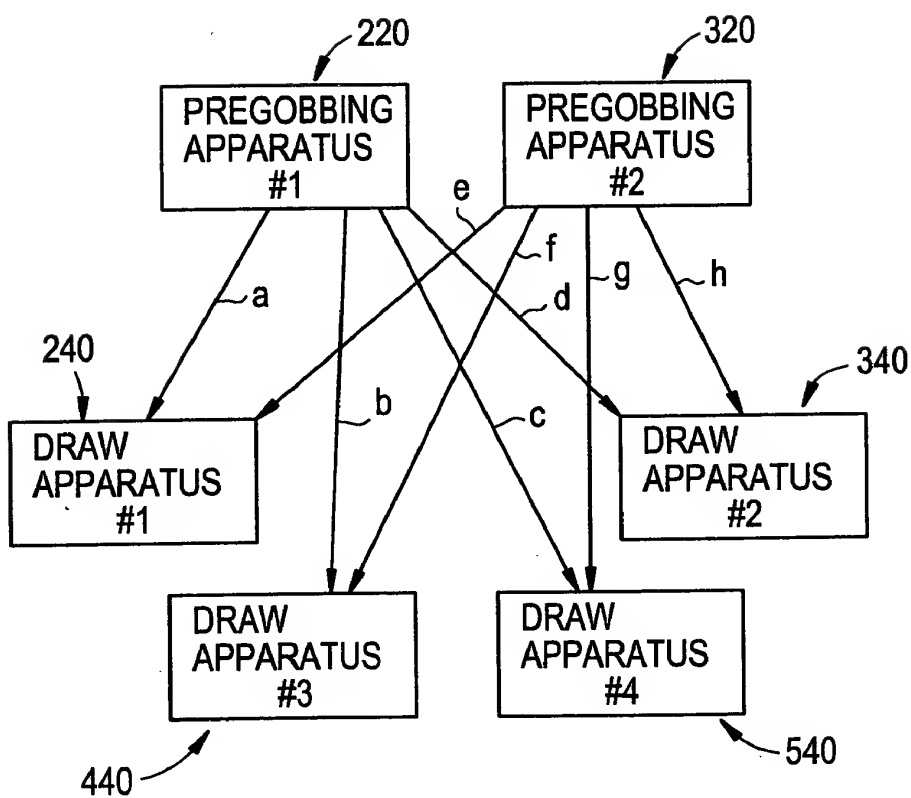 220
320
PREGOBBING
APPARATUS
#1
PREGOBBING
APPARATUS
#2
e
f
a
d
g
h
240
340
b
c
DRAW
APPARATUS
#1
DRAW
APPARATUS
#2
DRAW
APPARATUS
#3
DRAW
APPARATUS
#4
440
540